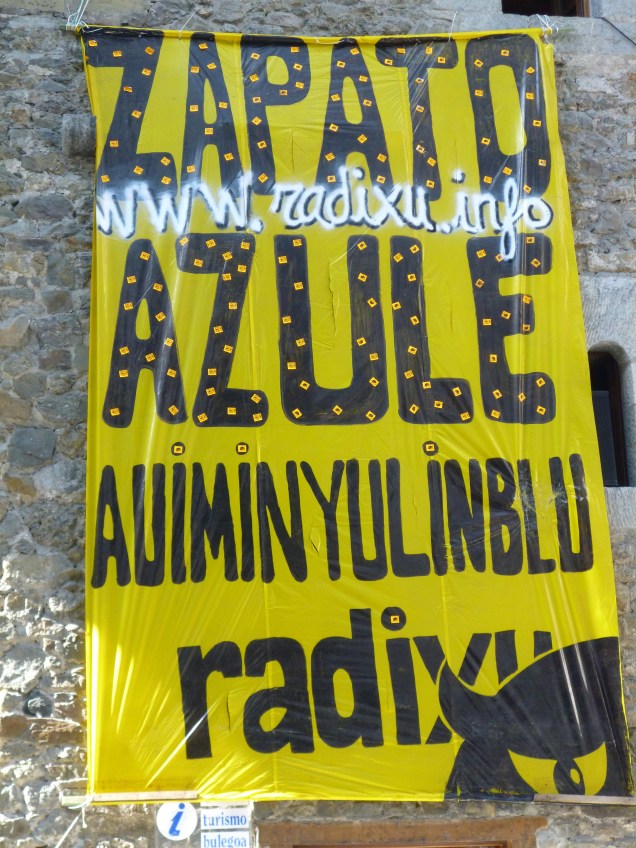 ZAPATO
www.radixu.info
AZULE
AUiMiNYULiNBLU
radixu
i turismo
bulegoa